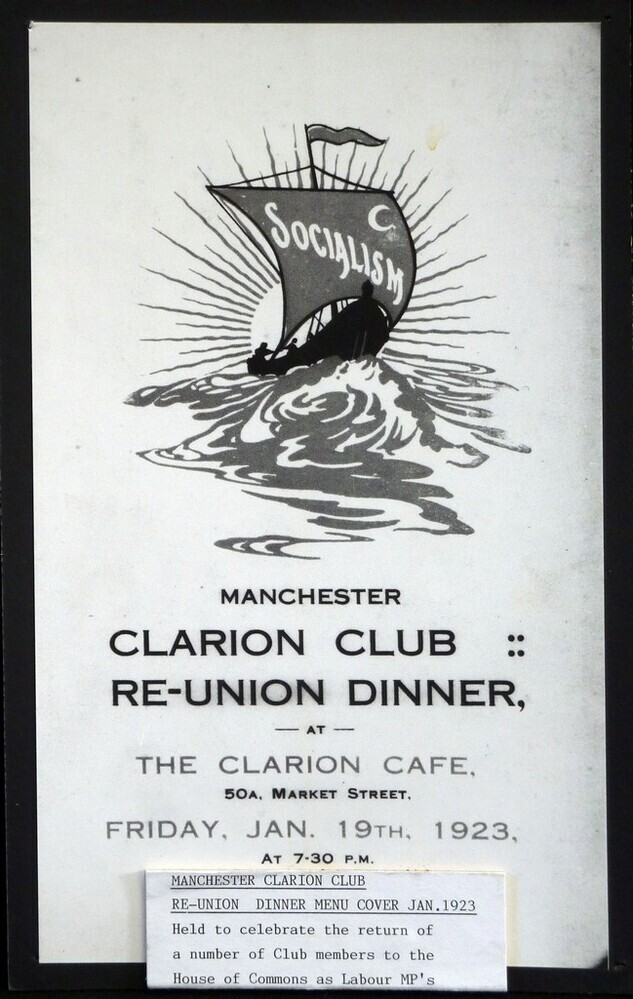 SOCIALISM
MANCHESTER
CLARION CLUB ::
RE-UNION DINNER,
— AT —
THE CLARION CAFE,
50A, MARKET STREET,
FRIDAY, JAN. 19TH, 1923,
AT 7-30 P.M.
MANCHESTER CLARION CLUB
RE-UNION DINNER MENU COVER JAN.1923
Held to celebrate the return of
a number of Club members to the
House of Commons as Labour MP's